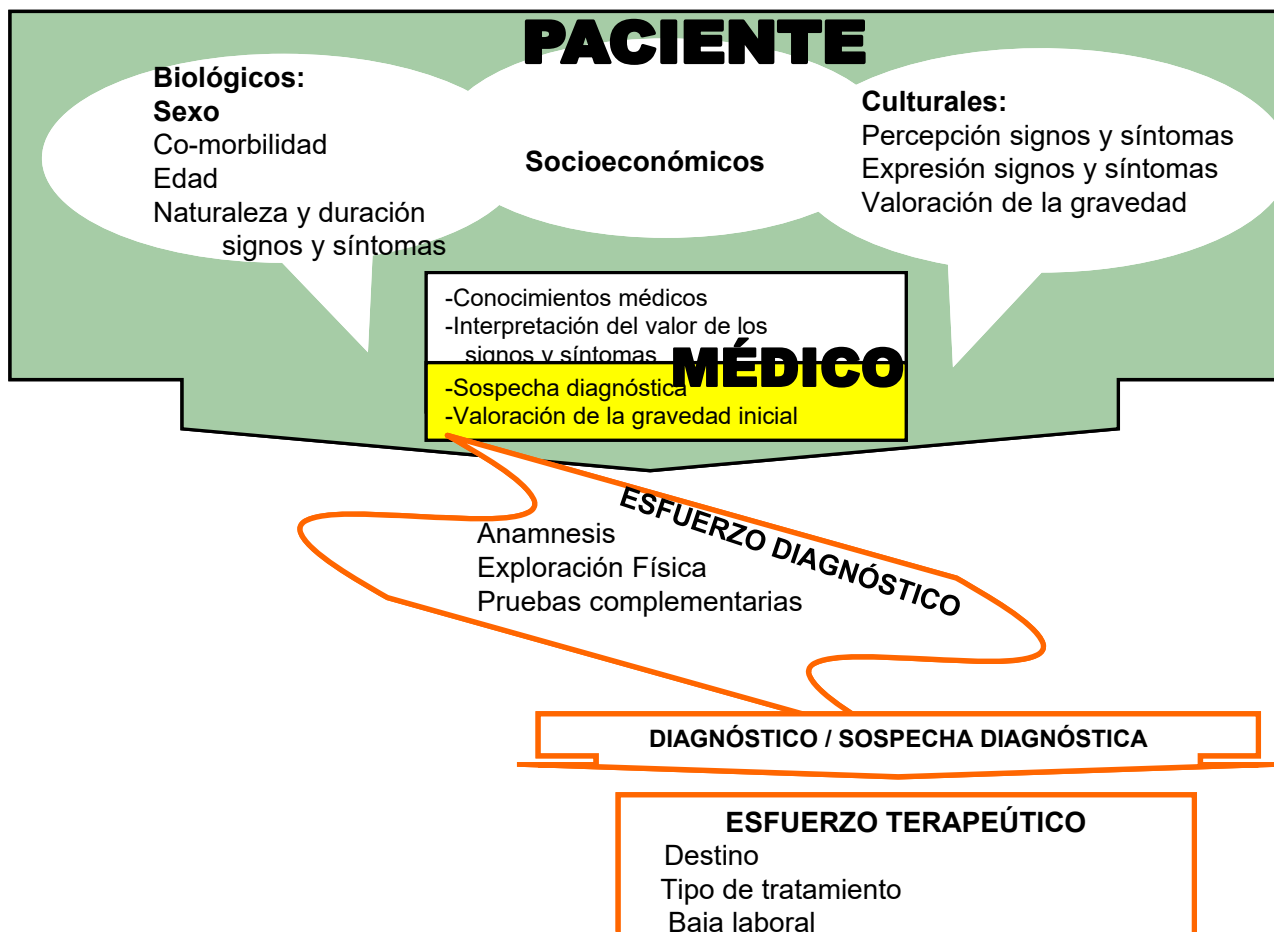 PACIENTE
Biológicos:
Sexo
Co-morbilidad
Edad
Naturaleza y duración
signos y síntomas
Socioeconómicos
Culturales:
Percepción signos y síntomas
Expresión signos y síntomas
Valoración de la gravedad
-Conocimientos médicos
-Interpretación del valor de los
signos y síntomas
MÉDICO
-Sospecha diagnóstica
-Valoración de la gravedad inicial
ESFUERZO DIAGNÓSTICO
Anamnesis
Exploración Física
Pruebas complementarias
DIAGNÓSTICO / SOSPECHA DIAGNÓSTICA
ESFUERZO TERAPEÚTICO
Destino
Tipo de tratamiento
Baja laboral